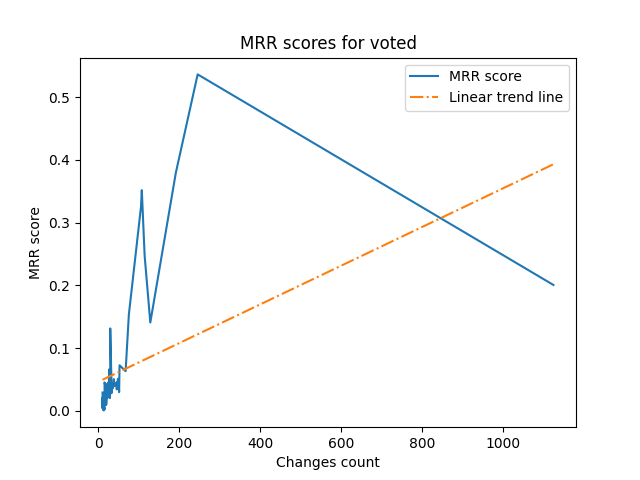 MRR scores for voted
MRR score
Linear trend line
0.5
0.4
0.3
0.2
0.1
0.0
MRR score
0 200 400 600 800 1000
Changes count